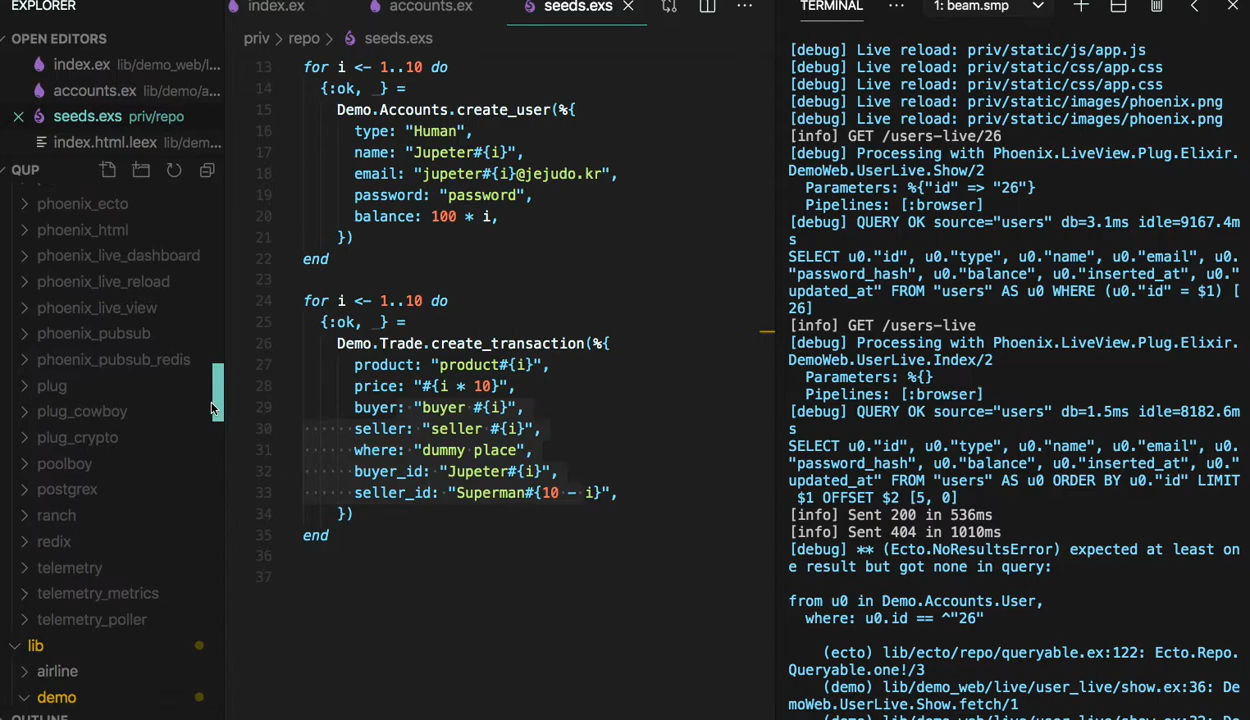 EXPLORER
OPEN EDITORS
index.ex lib/demo_web/l...
accounts.ex lib/demo/a...
seeds.exs priv/repo
index.html.leex lib/dem...
QUP
phoenix_ecto
phoenix_html
phoenix_live_dashboard
phoenix_live_reload
phoenix_live_view
phoenix_pubsub
phoenix_pubsub_redis
plug
plug_cowboy
plug_crypto
poolboy
postgrex
ranch
redix
telemetry
telemetry_metrics
telemetry_poller
lib
airline
demo
OUTLINE
index.ex accounts.ex seeds.exs ...
priv > repo > seeds.exs
13 for i <- 1..10 do
14 {:ok, _} =
15 Demo.Accounts.create_user(%{
16 type: "Human",
17 name: "Jupeter#{i}",
18 email: "jupeter#{i}@jejudo.kr",
19 password: "password",
20 balance: 100 * i,
21 })
22 end
23
24 for i <- 1..10 do
25 {:ok, _} =
26 Demo.Trade.create_transaction(%{
27 product: "product#{i}",
28 price: "#{i * 10}",
29 buyer: "buyer #{i}",
30 seller: "seller #{i}",
31 where: "dummy place",
32 buyer_id: "Jupeter#{i}",
33 seller_id: "Superman#{10 - i}",
34 })
35 end
36
37
TERMINAL ... 1: beam.smp
[debug] Live reload: priv/static/js/app.js
[debug] Live reload: priv/static/css/app.css
[debug] Live reload: priv/static/css/app.css
[debug] Live reload: priv/static/images/phoenix.png
[debug] Live reload: priv/static/images/phoenix.png
[info] GET /users-live/26
[debug] Processing with Phoenix.LiveView.Plug.Elixir.
DemoWeb.UserLive.Show/2
Parameters: %{"id" => "26"}
Pipelines: [:browser]
[debug] QUERY OK source="users" db=3.1ms idle=9167.4m
s
SELECT u0."id", u0."type", u0."name", u0."email", u0.
"password_hash", u0."balance", u0."inserted_at", u0."
updated_at" FROM "users" AS u0 WHERE (u0."id" = $1) [
26]
[info] GET /users-live
[debug] Processing with Phoenix.LiveView.Plug.Elixir.
DemoWeb.UserLive.Index/2
Parameters: %{}
Pipelines: [:browser]
[debug] QUERY OK source="users" db=1.5ms idle=8182.6m
s
SELECT u0."id", u0."type", u0."name", u0."email", u0.
"password_hash", u0."balance", u0."inserted_at", u0."
updated_at" FROM "users" AS u0 ORDER BY u0."id" LIMIT
$1 OFFSET $2 [5, 0]
[info] Sent 200 in 536ms
[info] Sent 404 in 1010ms
[debug] ** (Ecto.NoResultsError) expected at least on
e result but got none in query:
from u0 in Demo.Accounts.User,
where: u0.id == ^"26"
(ecto) lib/ecto/repo/queryable.ex:122: Ecto.Repo.
Queryable.one!/3
(demo) lib/demo_web/live/user_live/show.ex:36: De
moWeb.UserLive.Show.fetch/1